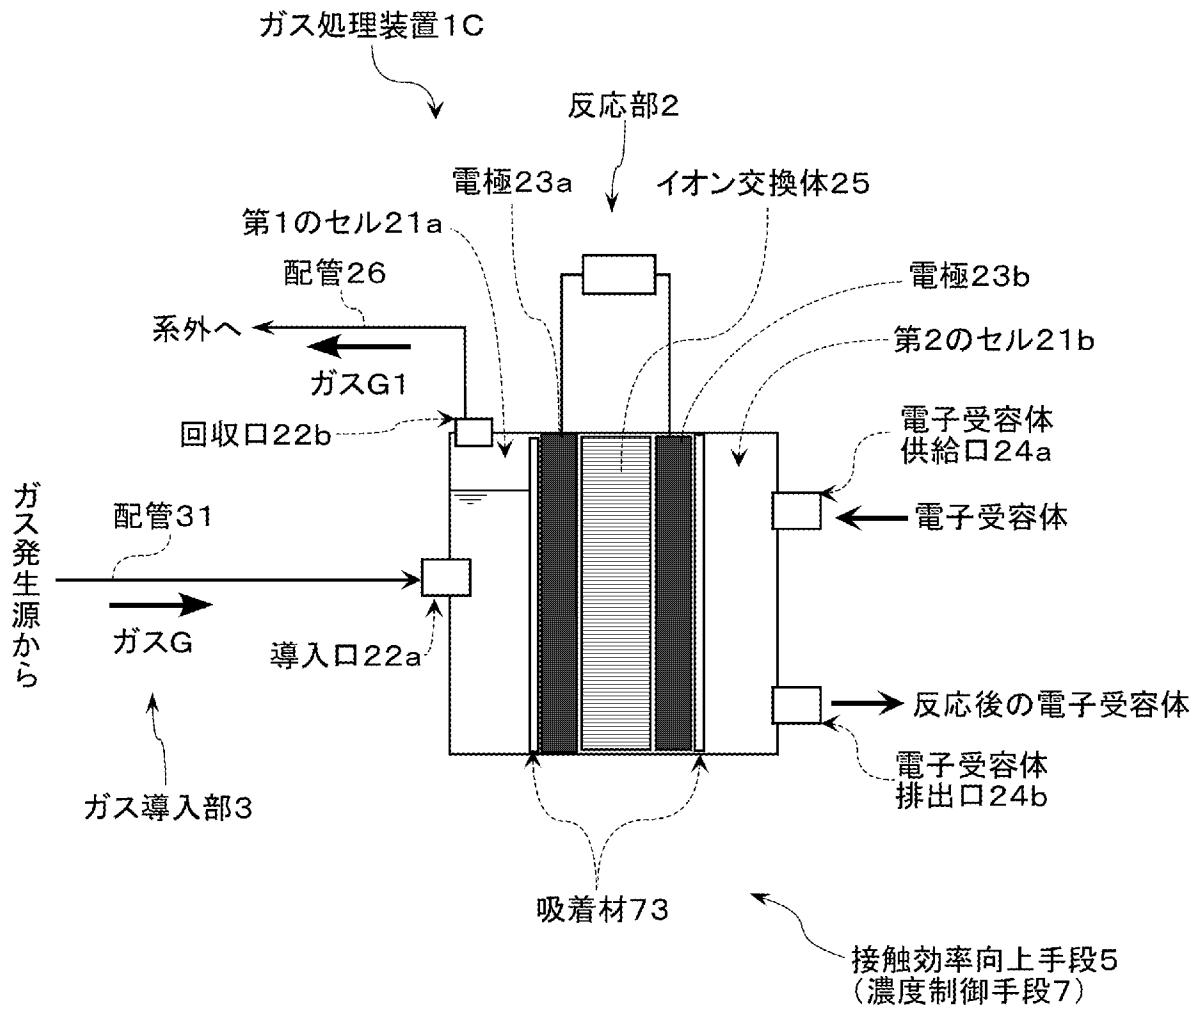 ガス処理装置1C
反応部2
電極23a
イオン交換体25
第1のセル21a
配管26
電極23b
系外へ
第2のセル21b
ガスG1
回収口22b
電子受容体
供給口24a
ガス発生源から
配管31
電子受容体
ガスG
導入口22a
反応後の電子受容体
ガス導入部3
電子受容体
排出口24b
吸着材73
接触効率向上手段5
(濃度制御手段7)